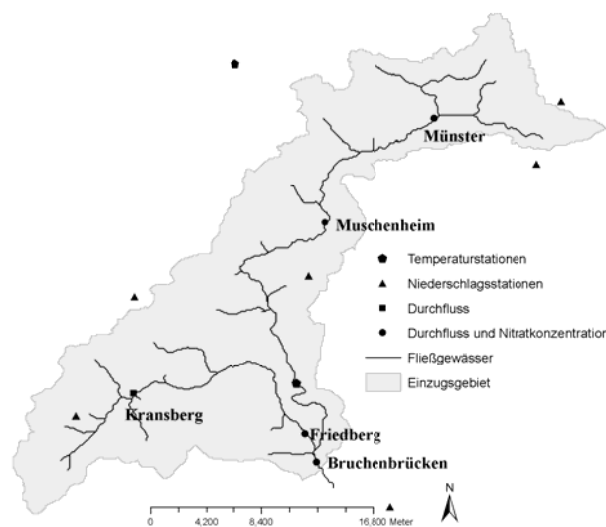 Münster
Muschenheim
Temperaturstationen
Niederschlagsstationen
Durchfluss
Durchfluss und Nitratkonzentration
Fließgewässer
Einzugsgebiet
Kransberg
Friedberg
Bruchenbrücken
N
0 4,200 8,400 16,800 Meter